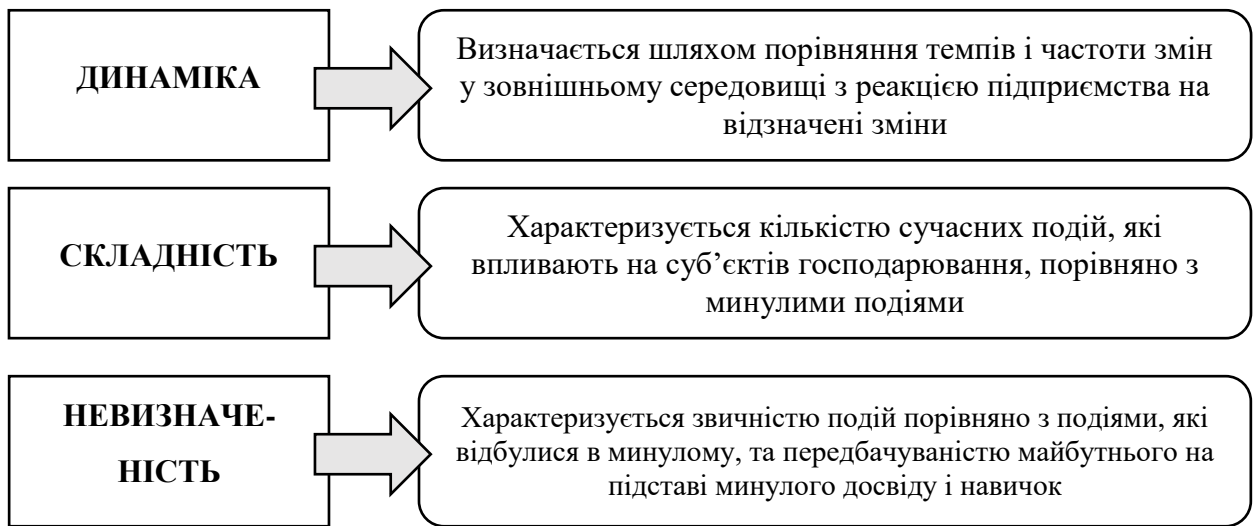 ДИНАМІКА
Визначається шляхом порівняння темпів і частоти змін
у зовнішньому середовищі з реакцією підприємства на
відзначені зміни
СКЛАДНІСТЬ
Характеризується кількістю сучасних подій, які
впливають на суб’єктів господарювання, порівняно з
минулими подіями
НЕВИЗНАЧЕ-
НІСТЬ
Характеризується звичністю подій порівняно з подіями, які
відбулися в минулому, та передбачуваністю майбутнього на
підставі минулого досвіду і навичок